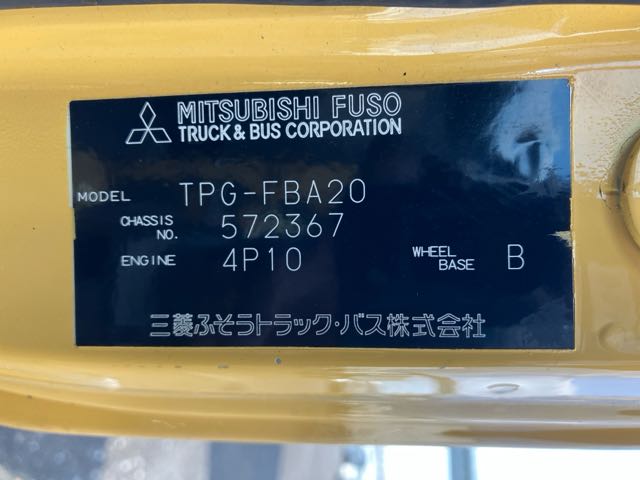 MITSUBISHI FUSO
TRUCK & BUS CORPORATION
MODEL TPG-FBA20
CHASSIS NO. 572367
ENGINE 4P10 WHEEL BASE B
三菱ふそうトラック・バス株式会社